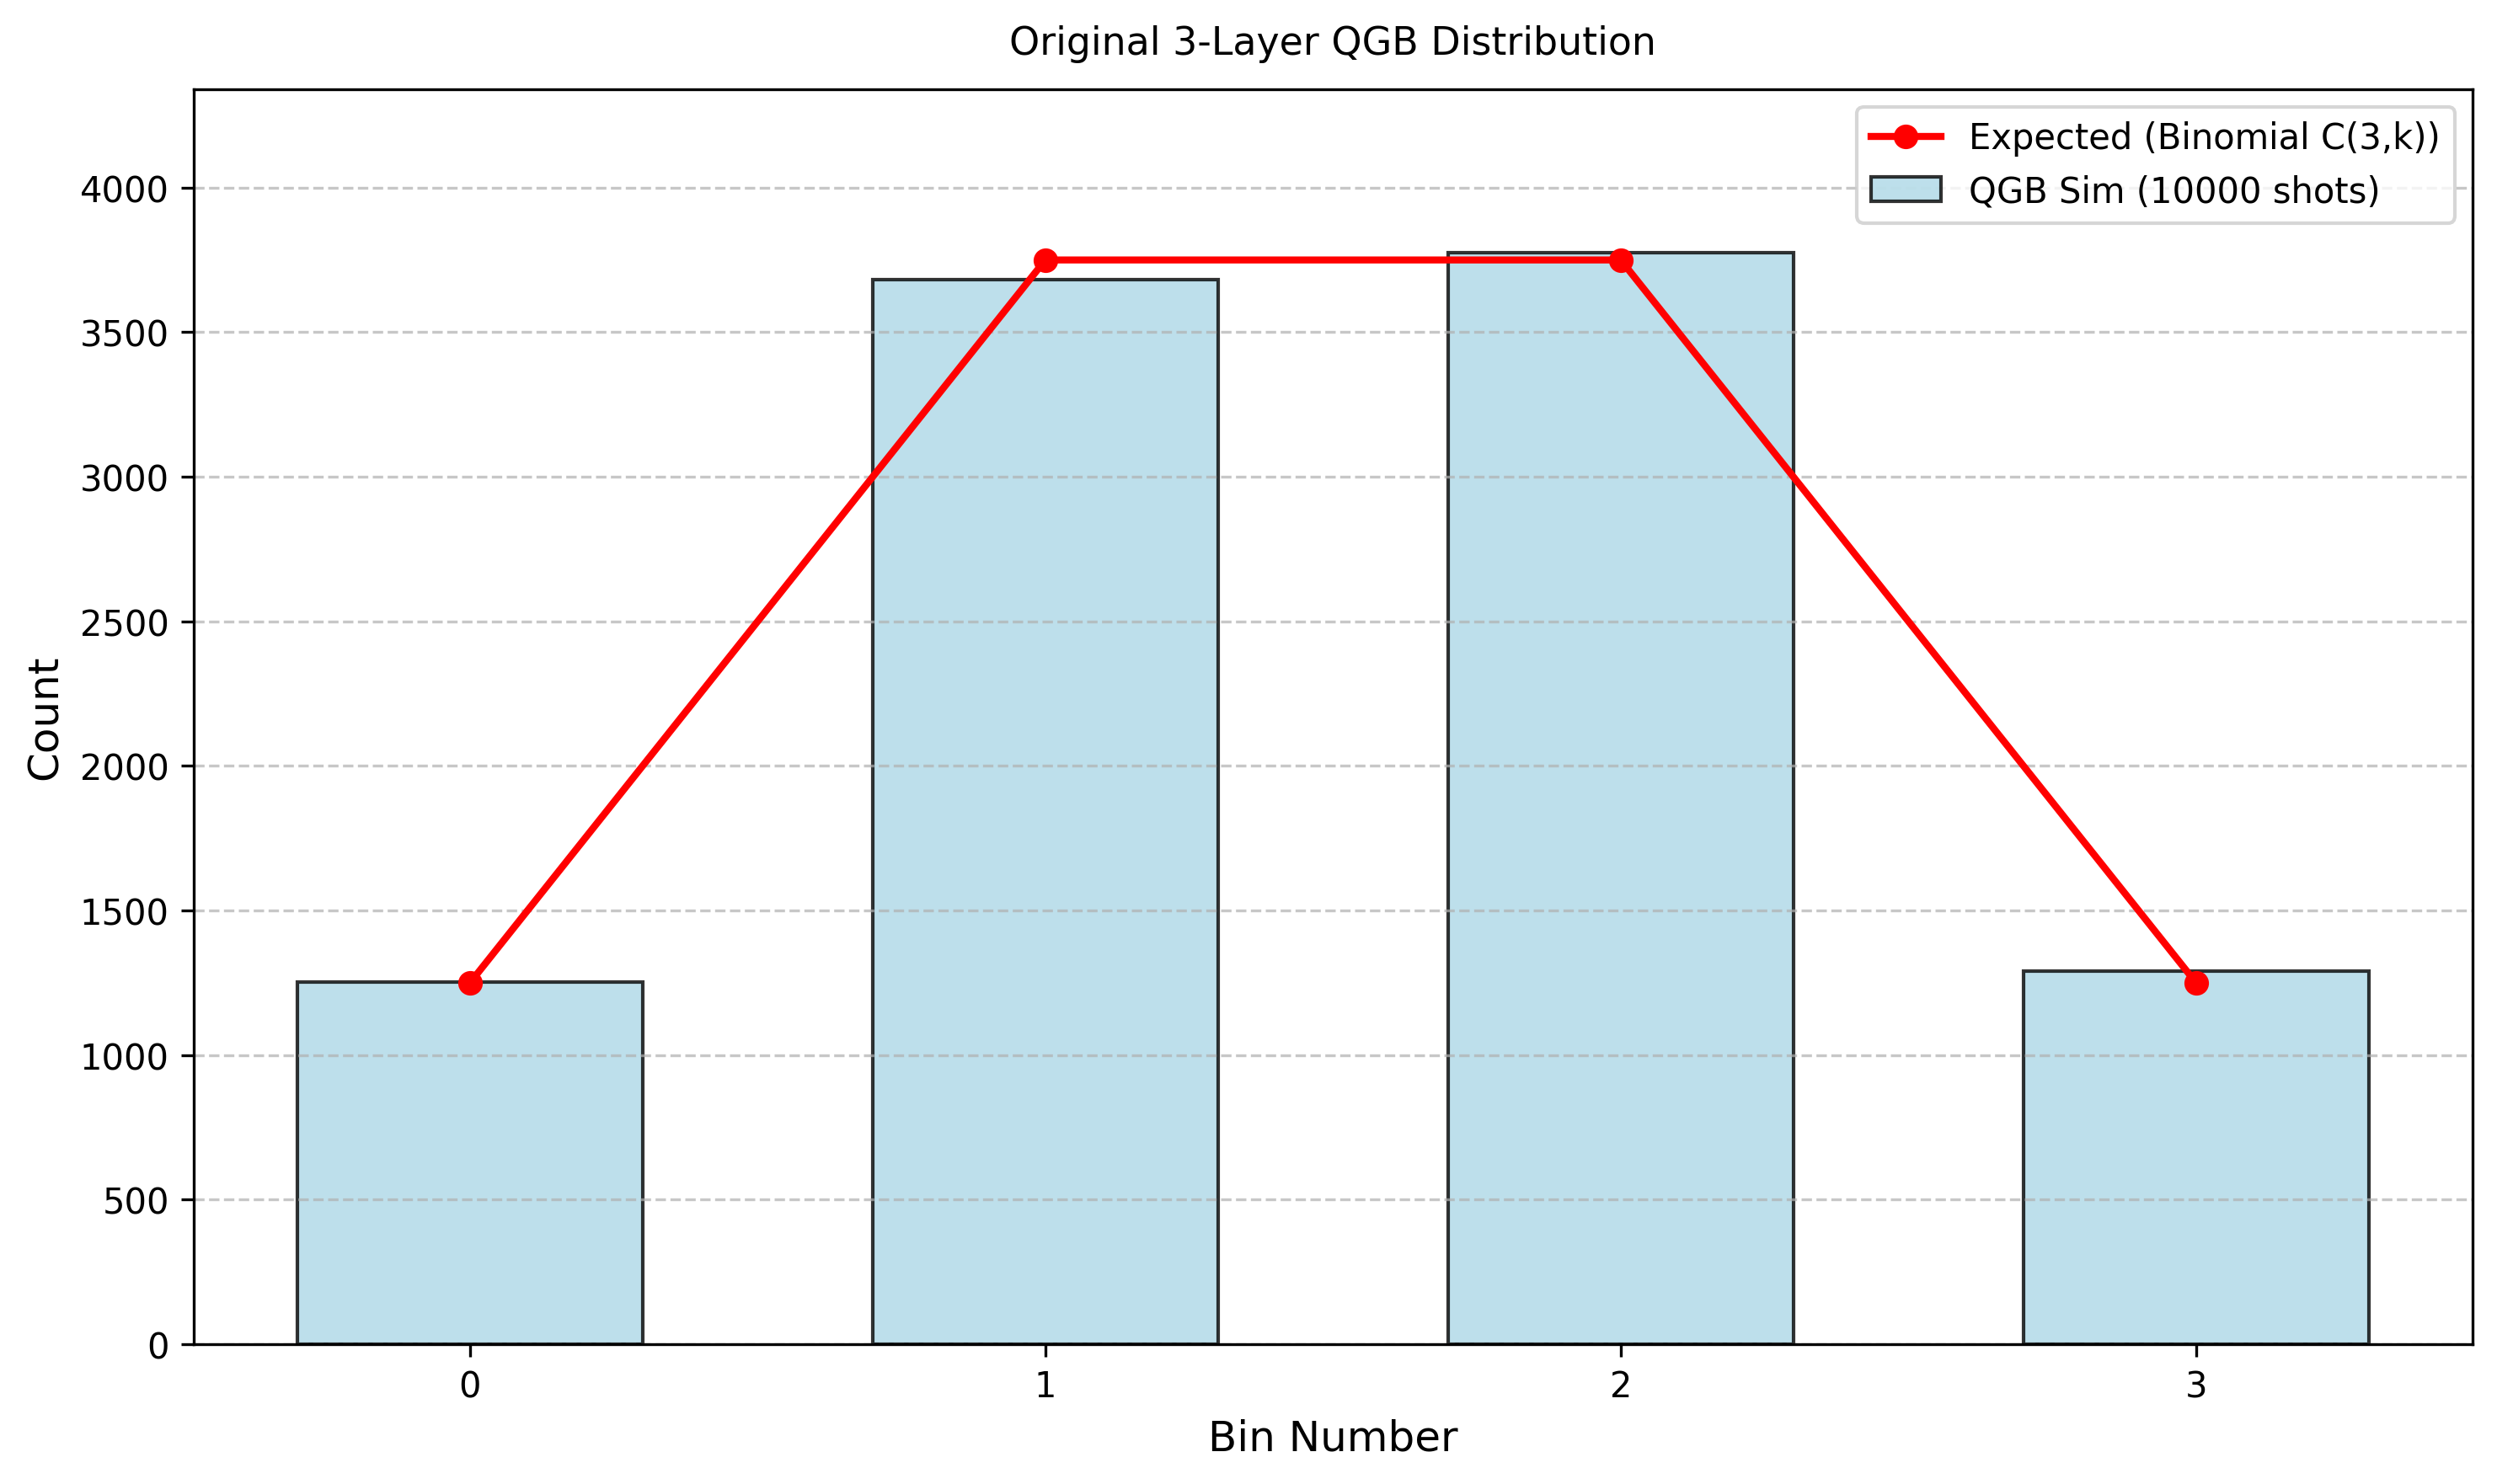 Original 3-Layer QGB Distribution
Expected (Binomial C(3,k))
QGB Sim (10000 shots)
4000
3500
3000
2500
2000
1500
1000
500
0
Count
0 1 2 3
Bin Number